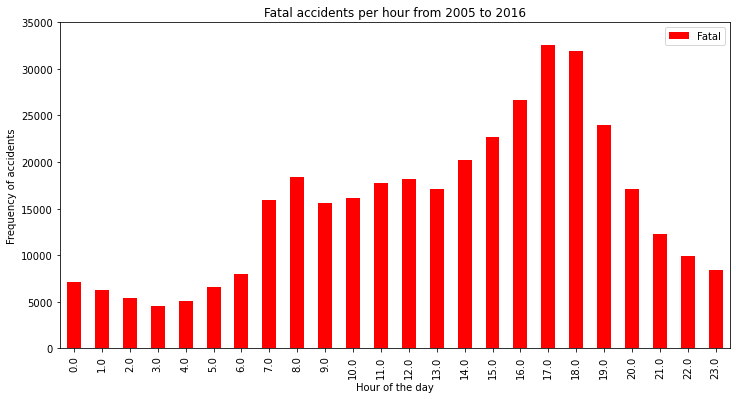 Fatal accidents per hour from 2005 to 2016
Fatal
Frequency of accidents
35000
30000
25000
20000
15000
10000
5000
0
0.0 1.0 2.0 3.0 4.0 5.0 6.0 7.0 8.0 9.0 10.0 11.0 12.0 13.0 14.0 15.0 16.0 17.0 18.0 19.0 20.0 21.0 22.0 23.0
Hour of the day